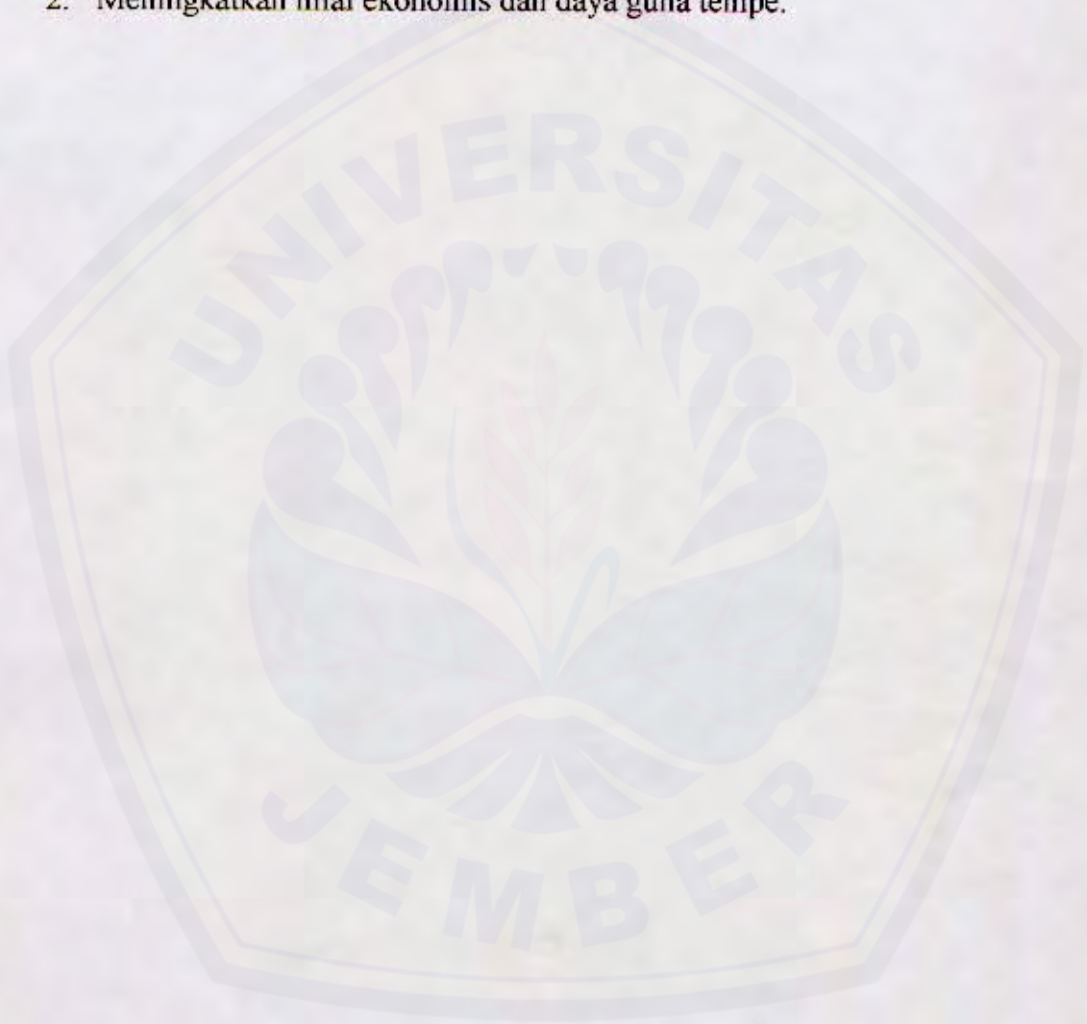 2. Meningkatkan nilai ekonomis dan daya guna tempe.
UNIVERSITAS
JEMBER